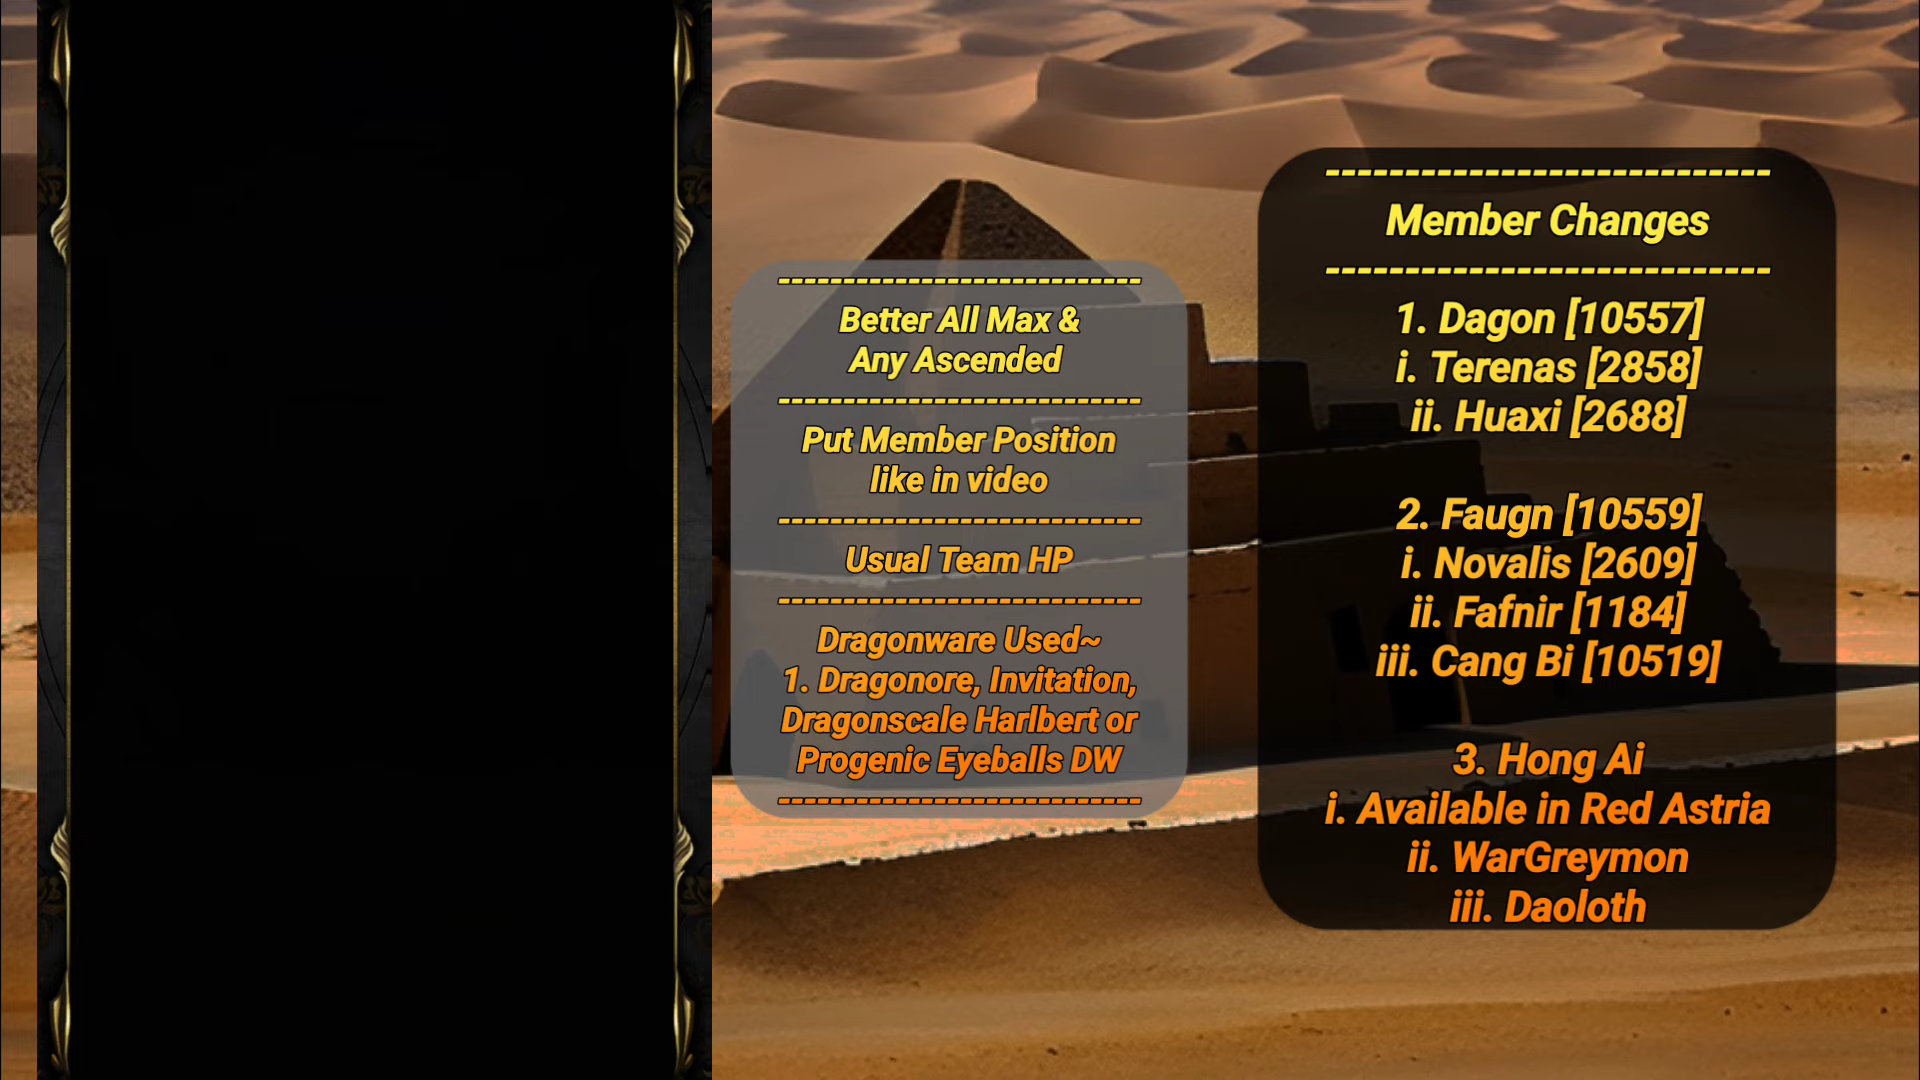 ---------------------------
Better All Max &
Any Ascended
---------------------------
Put Member Position
like in video
---------------------------
Usual Team HP
---------------------------
Dragonware Used~
1. Dragonore, Invitation,
Dragonscale Harlbert or
Progenic Eyeballs DW
---------------------------
---------------------------
Member Changes
---------------------------
1. Dagon [10557]
i. Terenas [2858]
ii. Huaxi [2688]
2. Faugn [10559]
i. Novalis [2609]
ii. Fafnir [1184]
iii. Cang Bi [10519]
3. Hong Ai
i. Available in Red Astria
ii. WarGreymon
iii. Daoloth